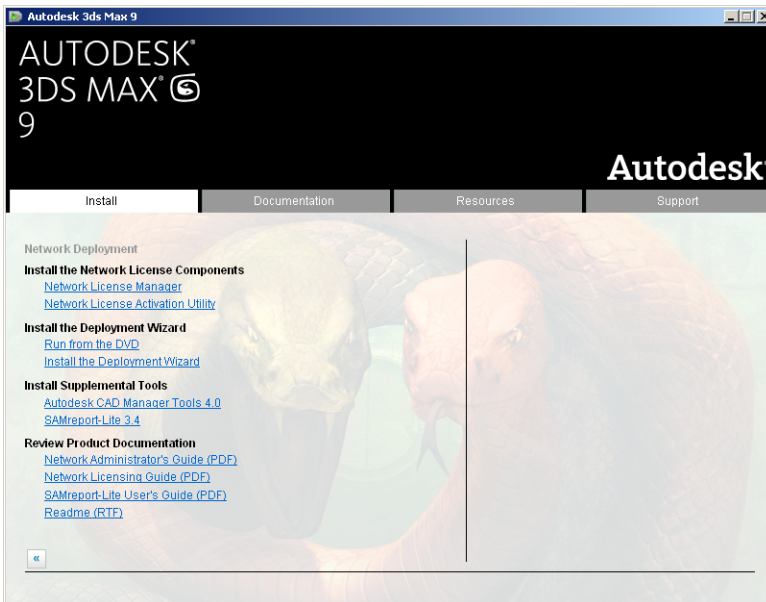 Autodesk 3ds Max 9
AUTODESK®
3DS MAX®
9
Autodesk
Install
Documentation
Resources
Support
Network Deployment
Install the Network License Components
Network License Manager
Network License Activation Utility
Install the Deployment Wizard
Run from the DVD
Install the Deployment Wizard
Install Supplemental Tools
Autodesk CAD Manager Tools 4.0
SAMreport-Lite 3.4
Review Product Documentation
Network Administrator's Guide (PDF)
Network Licensing Guide (PDF)
SAMreport-Lite User's Guide (PDF)
Readme (RTF)
«